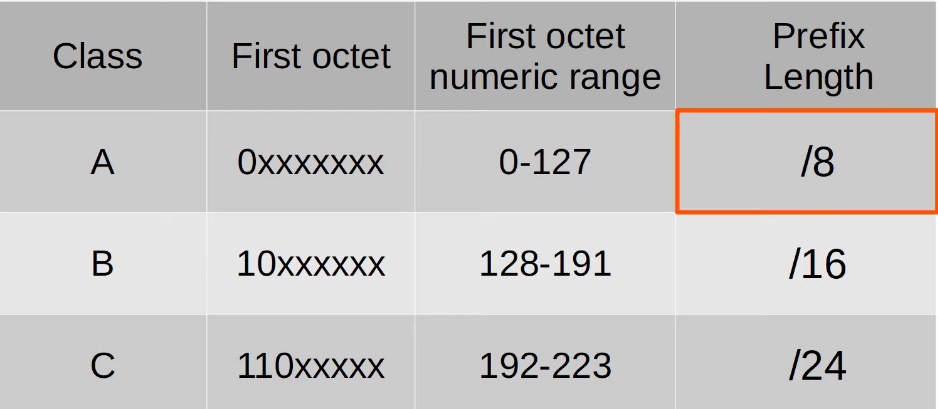 Class First octet First octet numeric range Prefix Length
A 0xxxxxxx 0-127 /8
B 10xxxxxx 128-191 /16
C 110xxxxx 192-223 /24